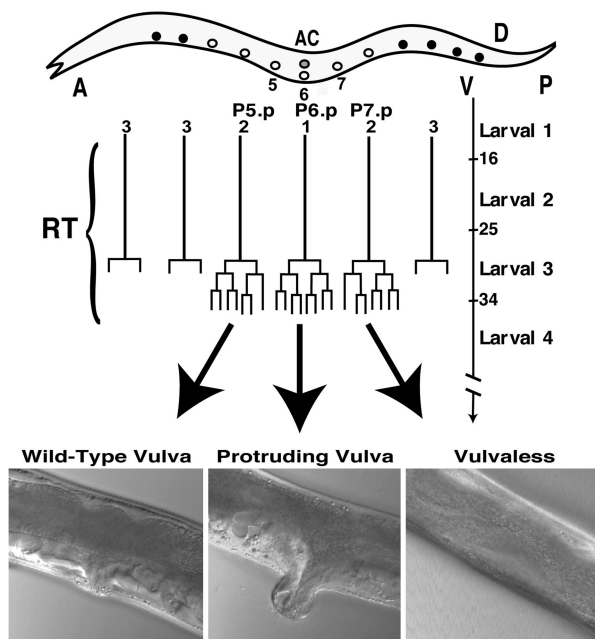 AC
D
A
5
6
7
V
P
P5.p P6.p P7.p
3 3 2 1 2 3
Larval 1
16
Larval 2
RT
25
Larval 3
34
Larval 4
Wild-Type Vulva Protruding Vulva Vulvaless